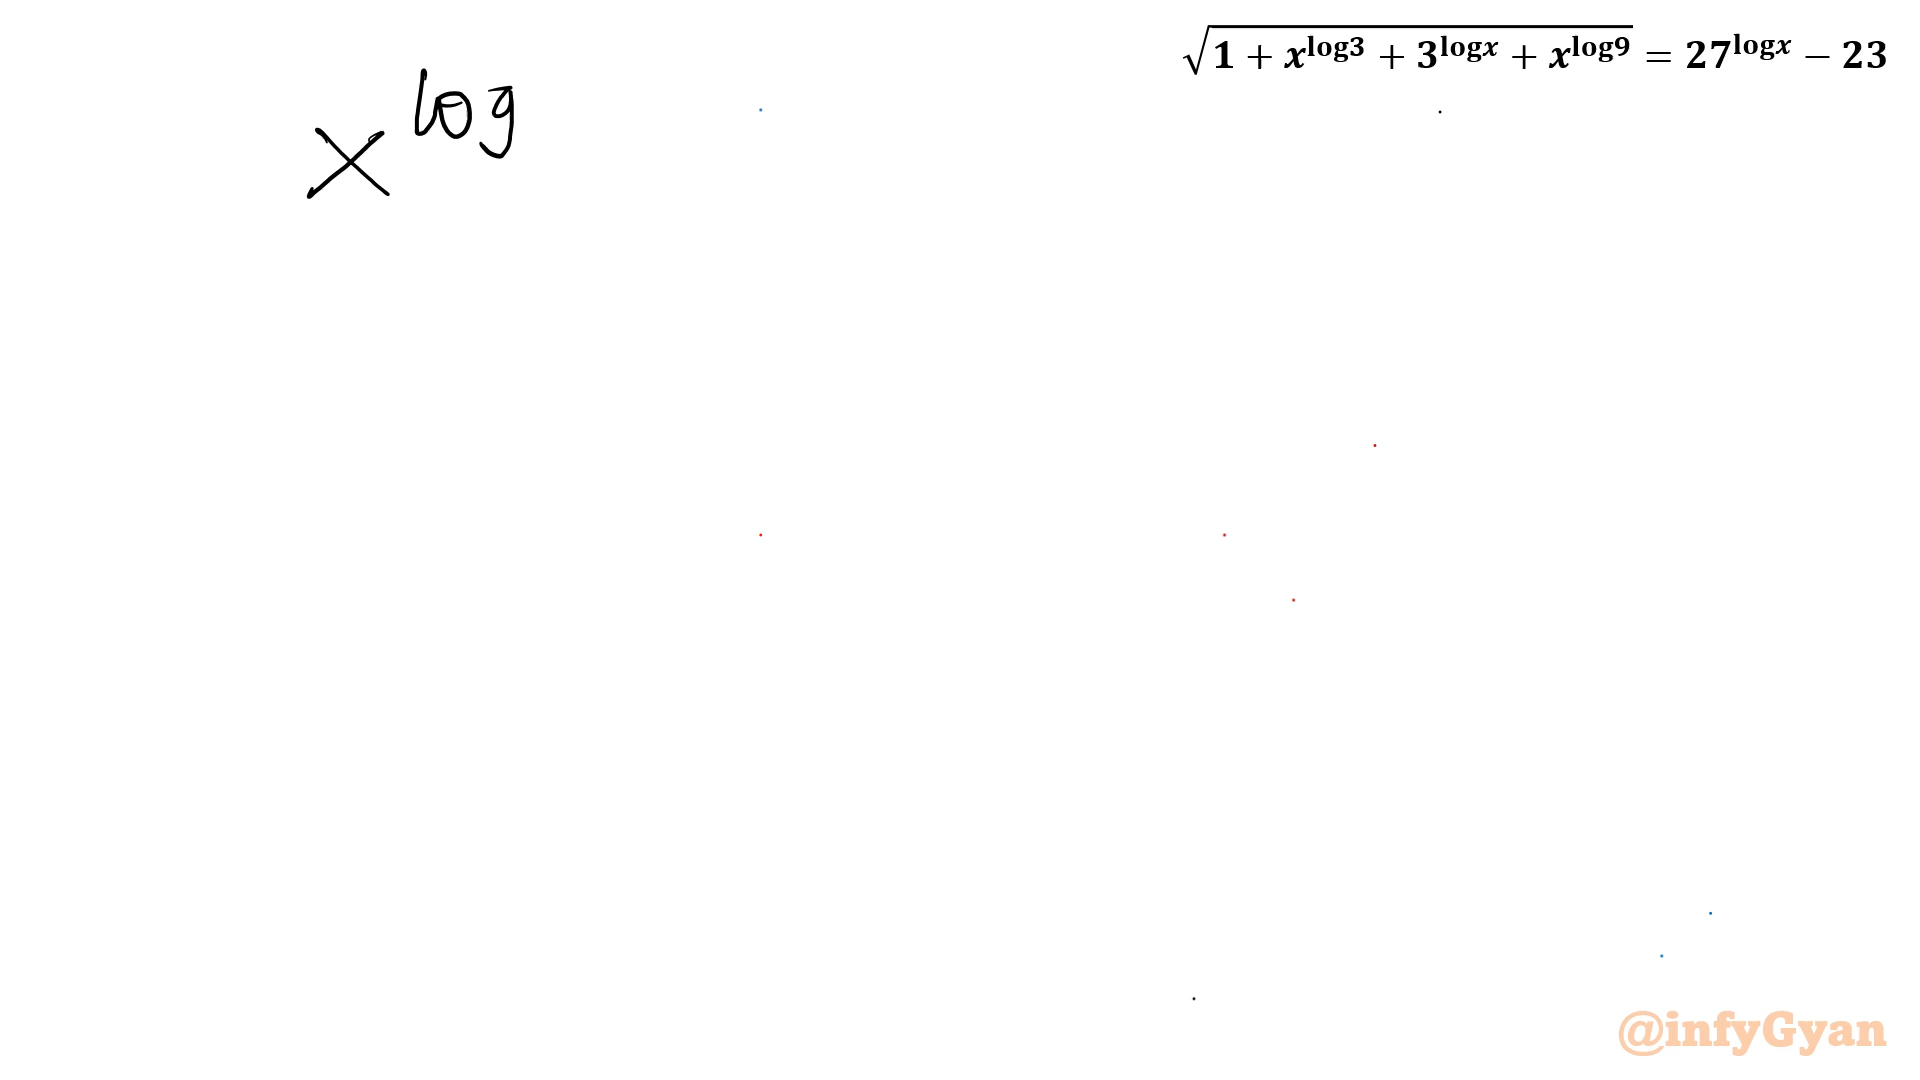 √(1 + x^log3 + 3^logx + x^log9) = 27^logx − 23
x^log
@infyGyan